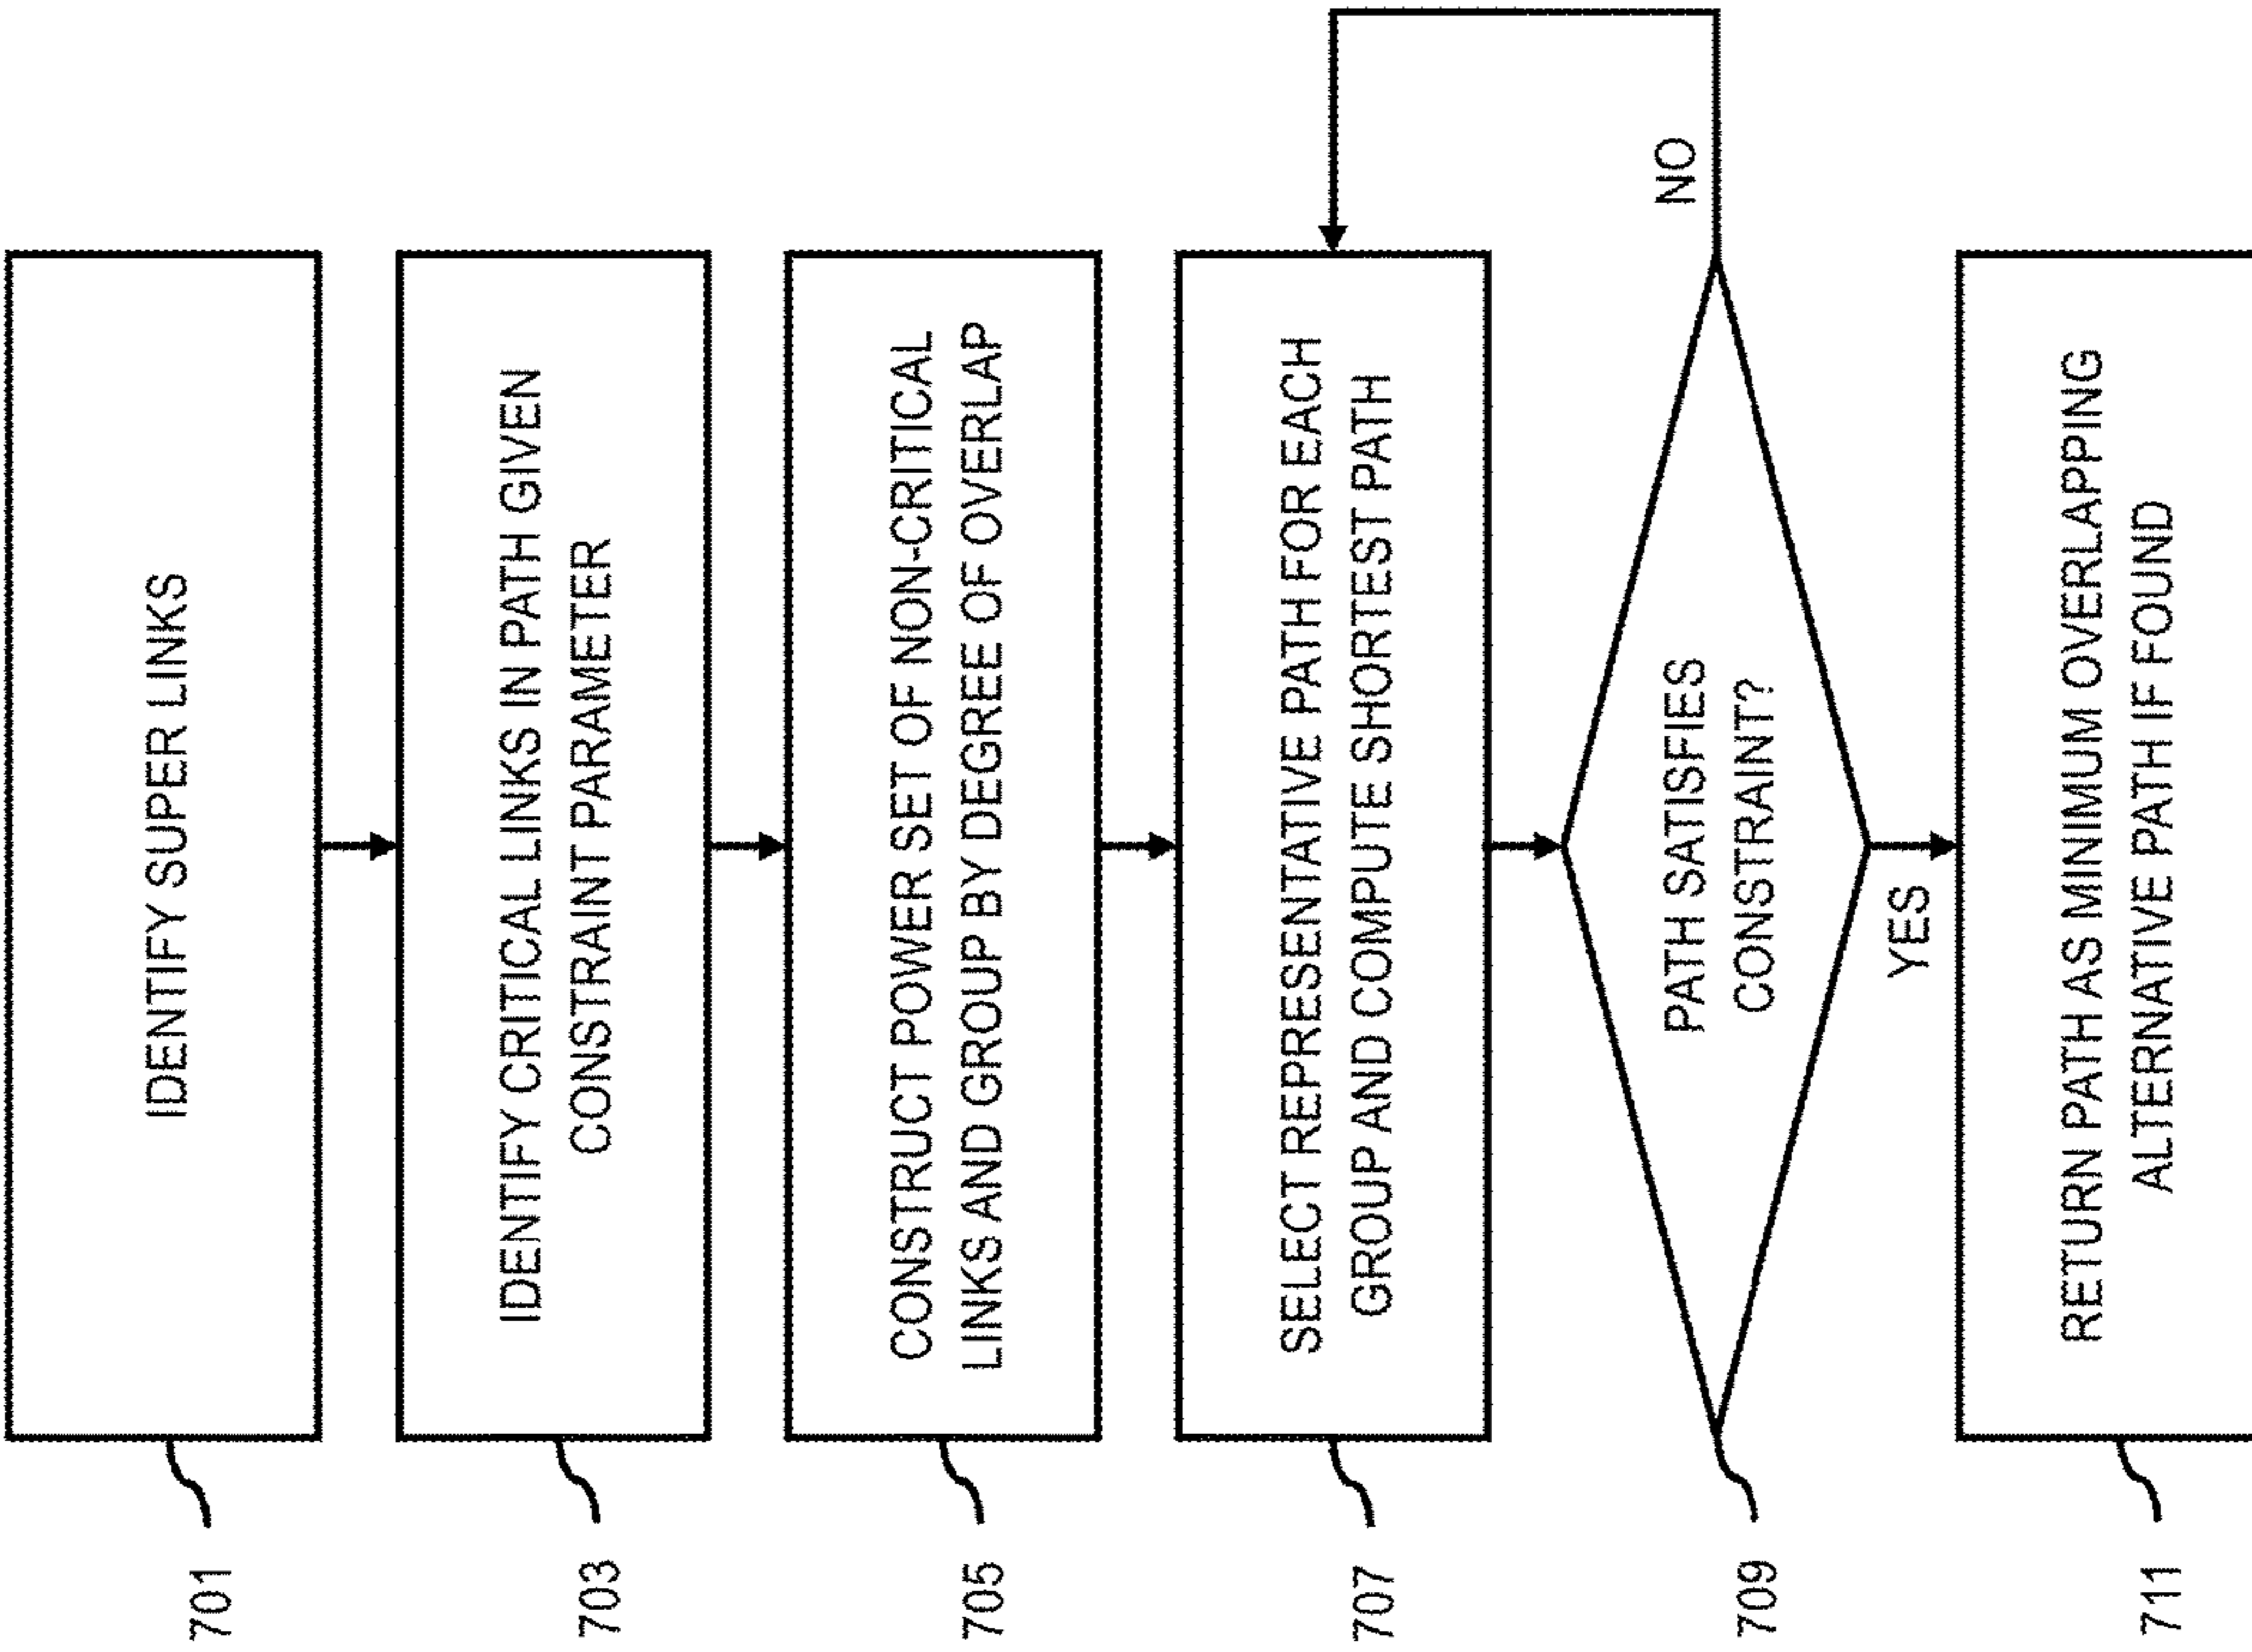 701
IDENTIFY SUPER LINKS
703
IDENTIFY CRITICAL LINKS IN PATH GIVEN
CONSTRAINT PARAMETER
705
CONSTRUCT POWER SET OF NON-CRITICAL
LINKS AND GROUP BY DEGREE OF OVERLAP
707
SELECT REPRESENTATIVE PATH FOR EACH
GROUP AND COMPUTE SHORTEST PATH
709
PATH SATISFIES
CONSTRAINT?
NO
YES
711
RETURN PATH AS MINIMUM OVERLAPPING
ALTERNATIVE PATH IF FOUND